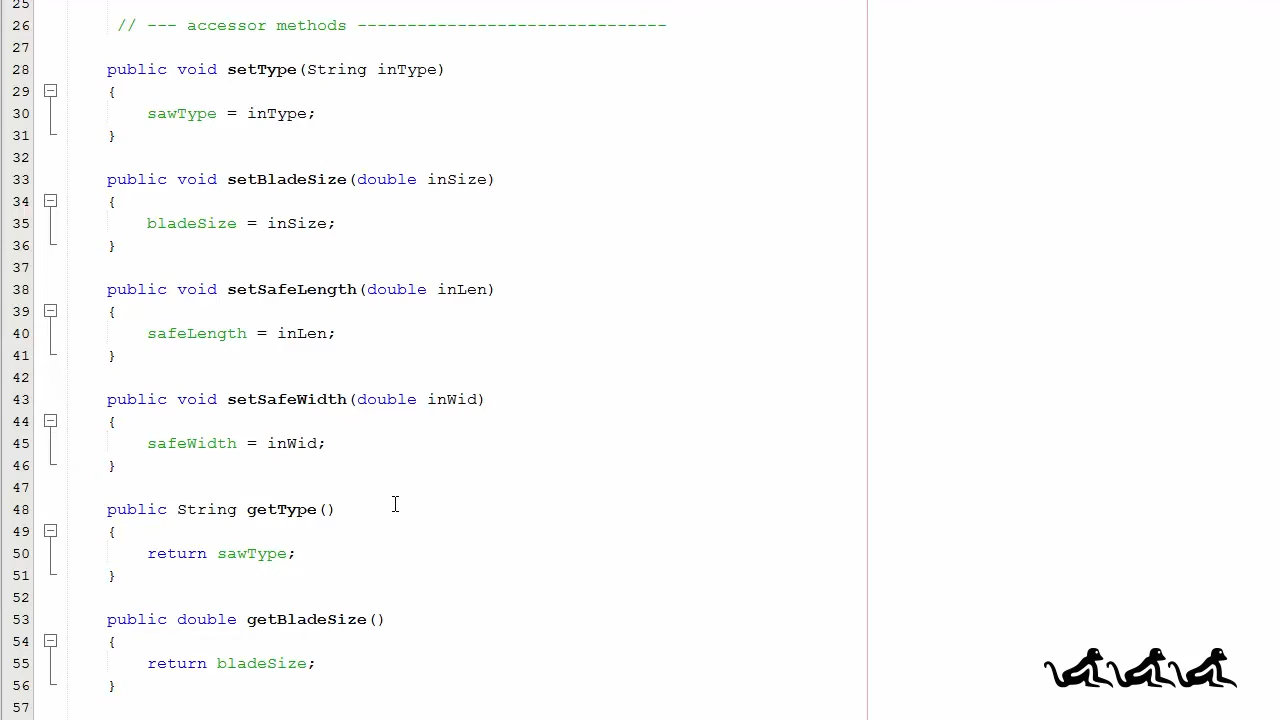 25
26 // --- accessor methods -------------------------------
27
28 public void setType(String inType)
29 {
30 sawType = inType;
31 }
32
33 public void setBladeSize(double inSize)
34 {
35 bladeSize = inSize;
36 }
37
38 public void setSafeLength(double inLen)
39 {
40 safeLength = inLen;
41 }
42
43 public void setSafeWidth(double inWid)
44 {
45 safeWidth = inWid;
46 }
47
48 public String getType()
49 {
50 return sawType;
51 }
52
53 public double getBladeSize()
54 {
55 return bladeSize;
56 }
57